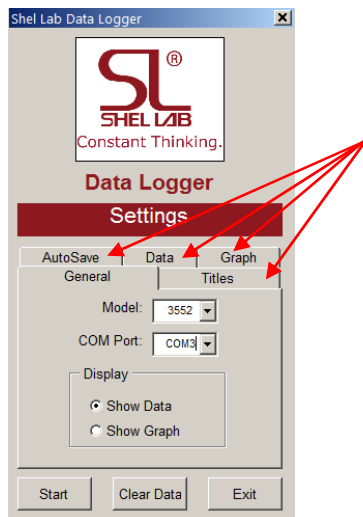 Shel Lab Data Logger
SL®
SHEL LAB
Constant Thinking.
Data Logger
Settings
AutoSave Data Graph
General Titles
Model: 3552
COM Port: COM3
Display
Show Data
Show Graph
Start Clear Data Exit